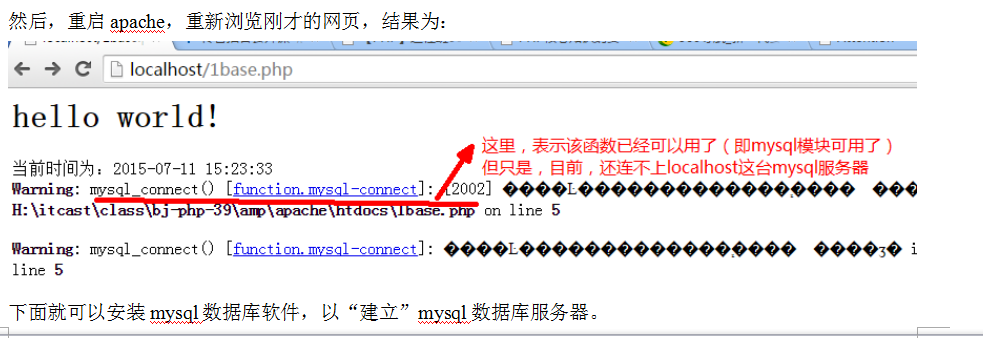 然后，重启 apache，重新浏览刚才的网页，结果为：
localhost/1base.php
hello world!
当前时间为：2015-07-11 15:23:33
这里，表示该函数已经可以用了（即mysql模块可用了）
但只是，目前，还连不上localhost这台mysql服务器
Warning: mysql_connect() [function.mysql-connect]: [2002]
H:\itcast\class\bj-php-39\amp\apache\htdocs\1base.php on line 5
Warning: mysql_connect() [function.mysql-connect]:
line 5
下面就可以安装 mysql 数据库软件，以“建立”mysql 数据库服务器。